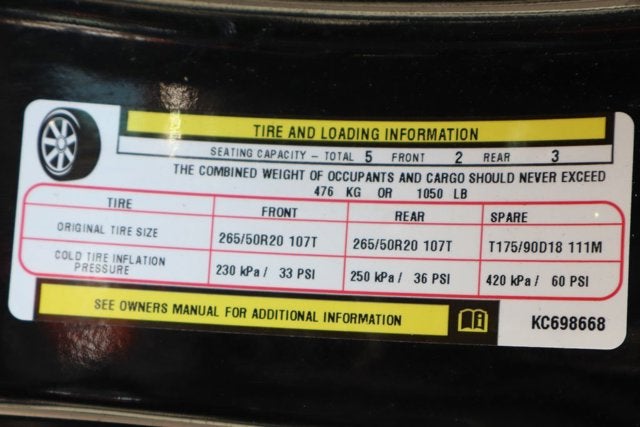 TIRE AND LOADING INFORMATION
SEATING CAPACITY – TOTAL 5 FRONT 2 REAR 3
THE COMBINED WEIGHT OF OCCUPANTS AND CARGO SHOULD NEVER EXCEED
476 KG OR 1050 LB
TIRE FRONT REAR SPARE
ORIGINAL TIRE SIZE 265/50R20 107T 265/50R20 107T T175/90D18 111M
COLD TIRE INFLATION
PRESSURE 230 kPa / 33 PSI 250 kPa / 36 PSI 420 kPa / 60 PSI
SEE OWNERS MANUAL FOR ADDITIONAL INFORMATION
KC698668